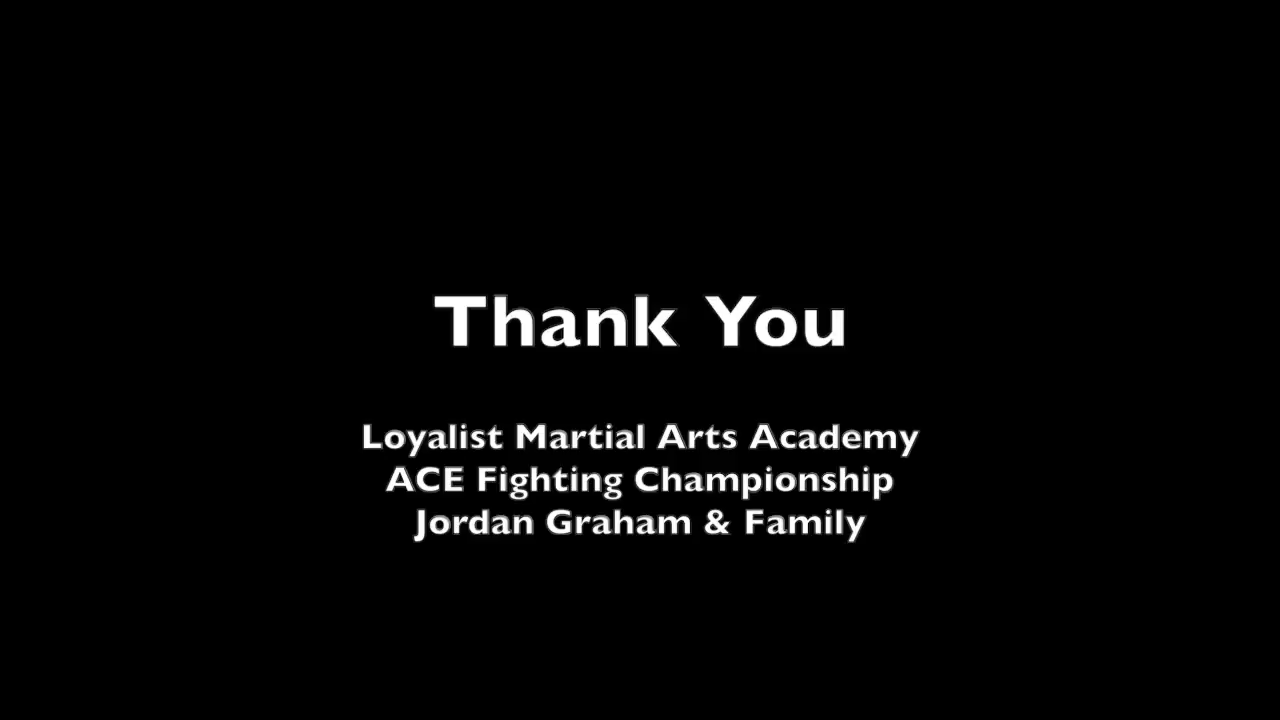 Thank You
Loyalist Martial Arts Academy
ACE Fighting Championship
Jordan Graham & Family